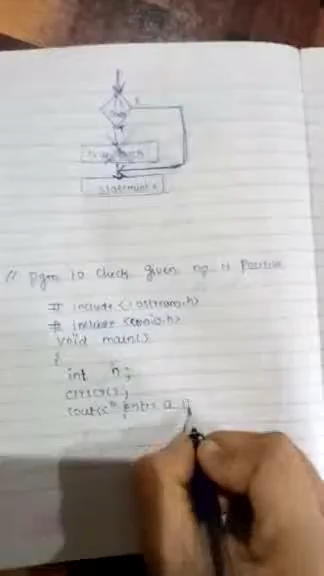 statement x
// pgm to check given no is positive
# include <iostream.h>
# include <conio.h>
void main()
{
int n;
clrscr();
cout<<" Enter a n